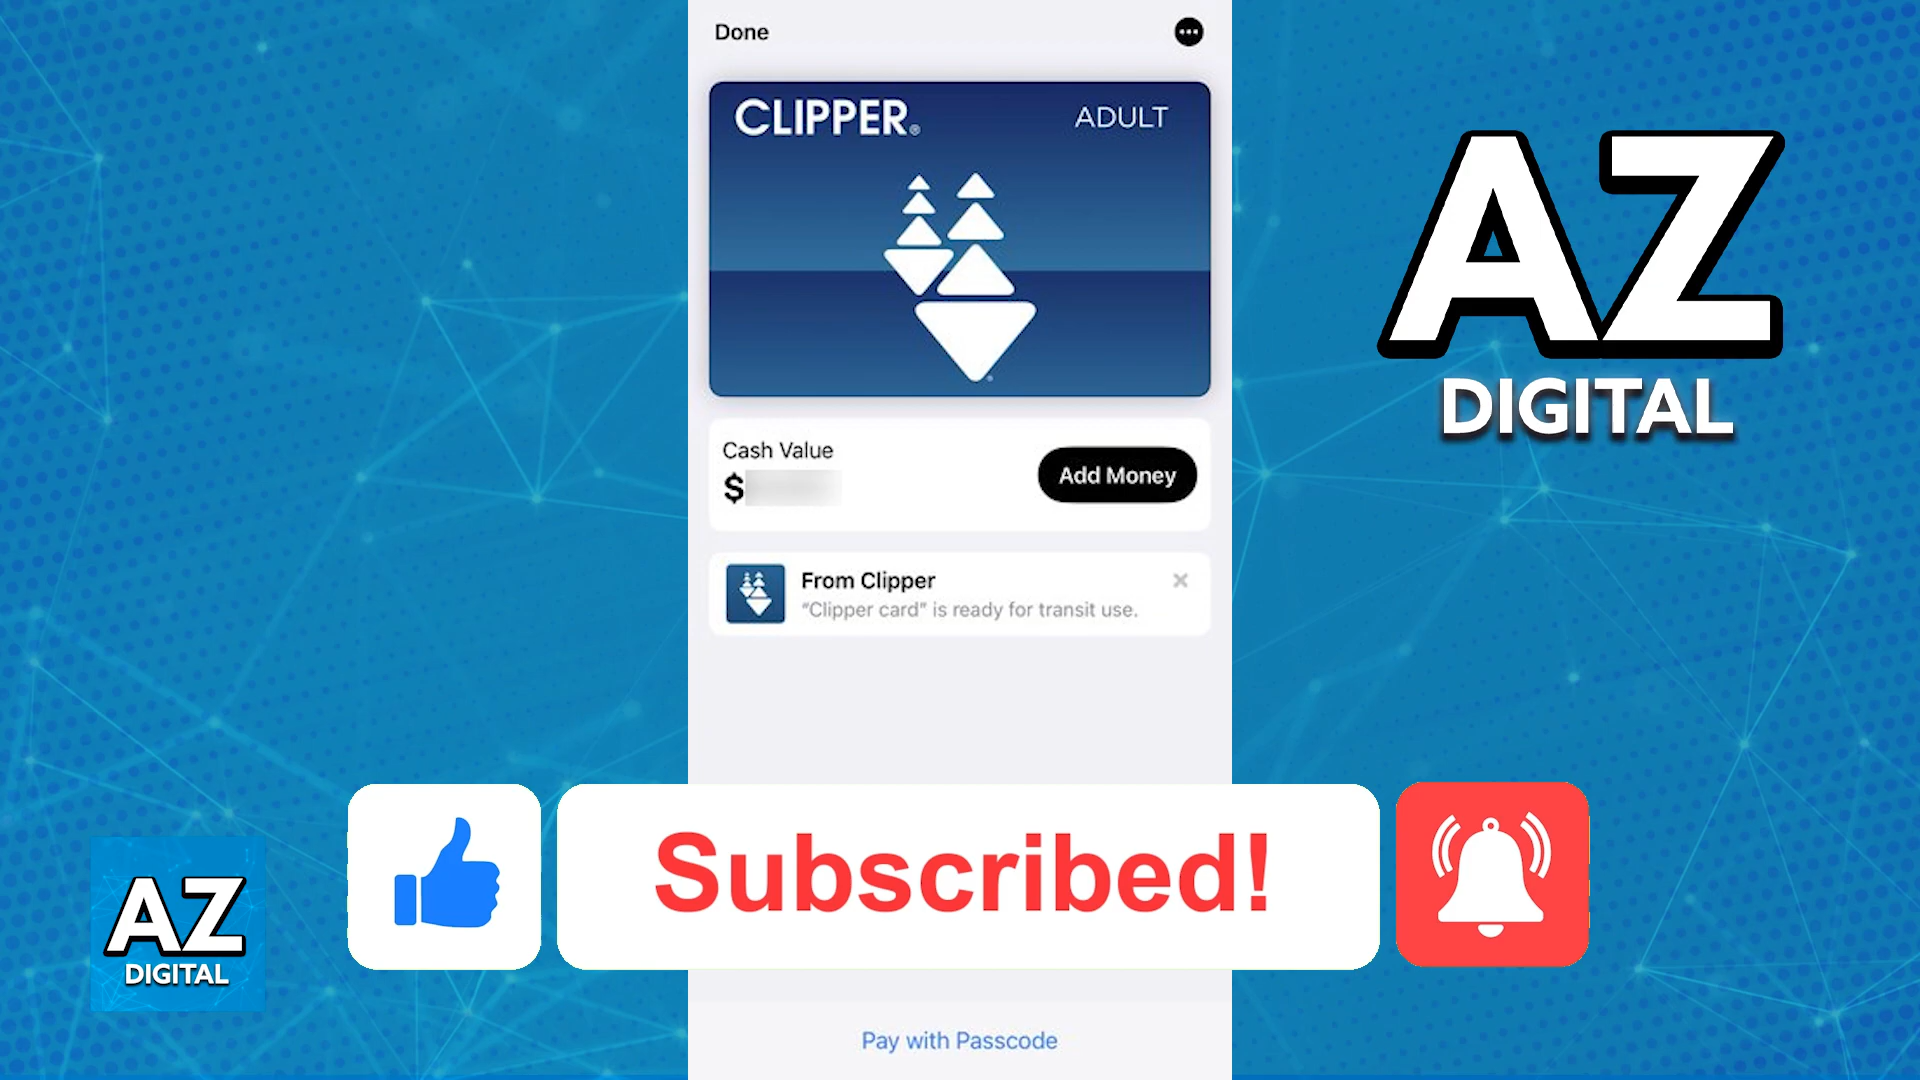 Done
CLIPPER®
ADULT
AZ
DIGITAL
Cash Value
$
Add Money
From Clipper
“Clipper card” is ready for transit use.
Subscribed!
AZ
DIGITAL
Pay with Passcode